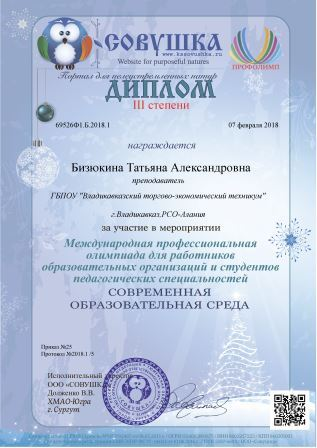 СОВУШКА
www.kssovushka.ru
Website for purposeful natures
Портал для целеустремленных натур
ПРОФОЛИМП
ДИПЛОМ
III степени
69526Ф1.Б.2018.1 07 февраля 2018
награждается
Бизюкина Татьяна Александровна
преподаватель
ГБПОУ "Владикавказский торгово-экономический техникум"
г.Владикавказ.РСО-Алания
за участие в мероприятии
Международная профессиональная
олимпиада для работников
образовательных организаций и студентов
педагогических специальностей
СОВРЕМЕННАЯ
ОБРАЗОВАТЕЛЬНАЯ СРЕДА
Приказ №25
Протокол №2018.1/5
Исполнительный директор
ООО «СОВУШКА
Долженко В.В.
ХМАО-Югра
г. Сургут